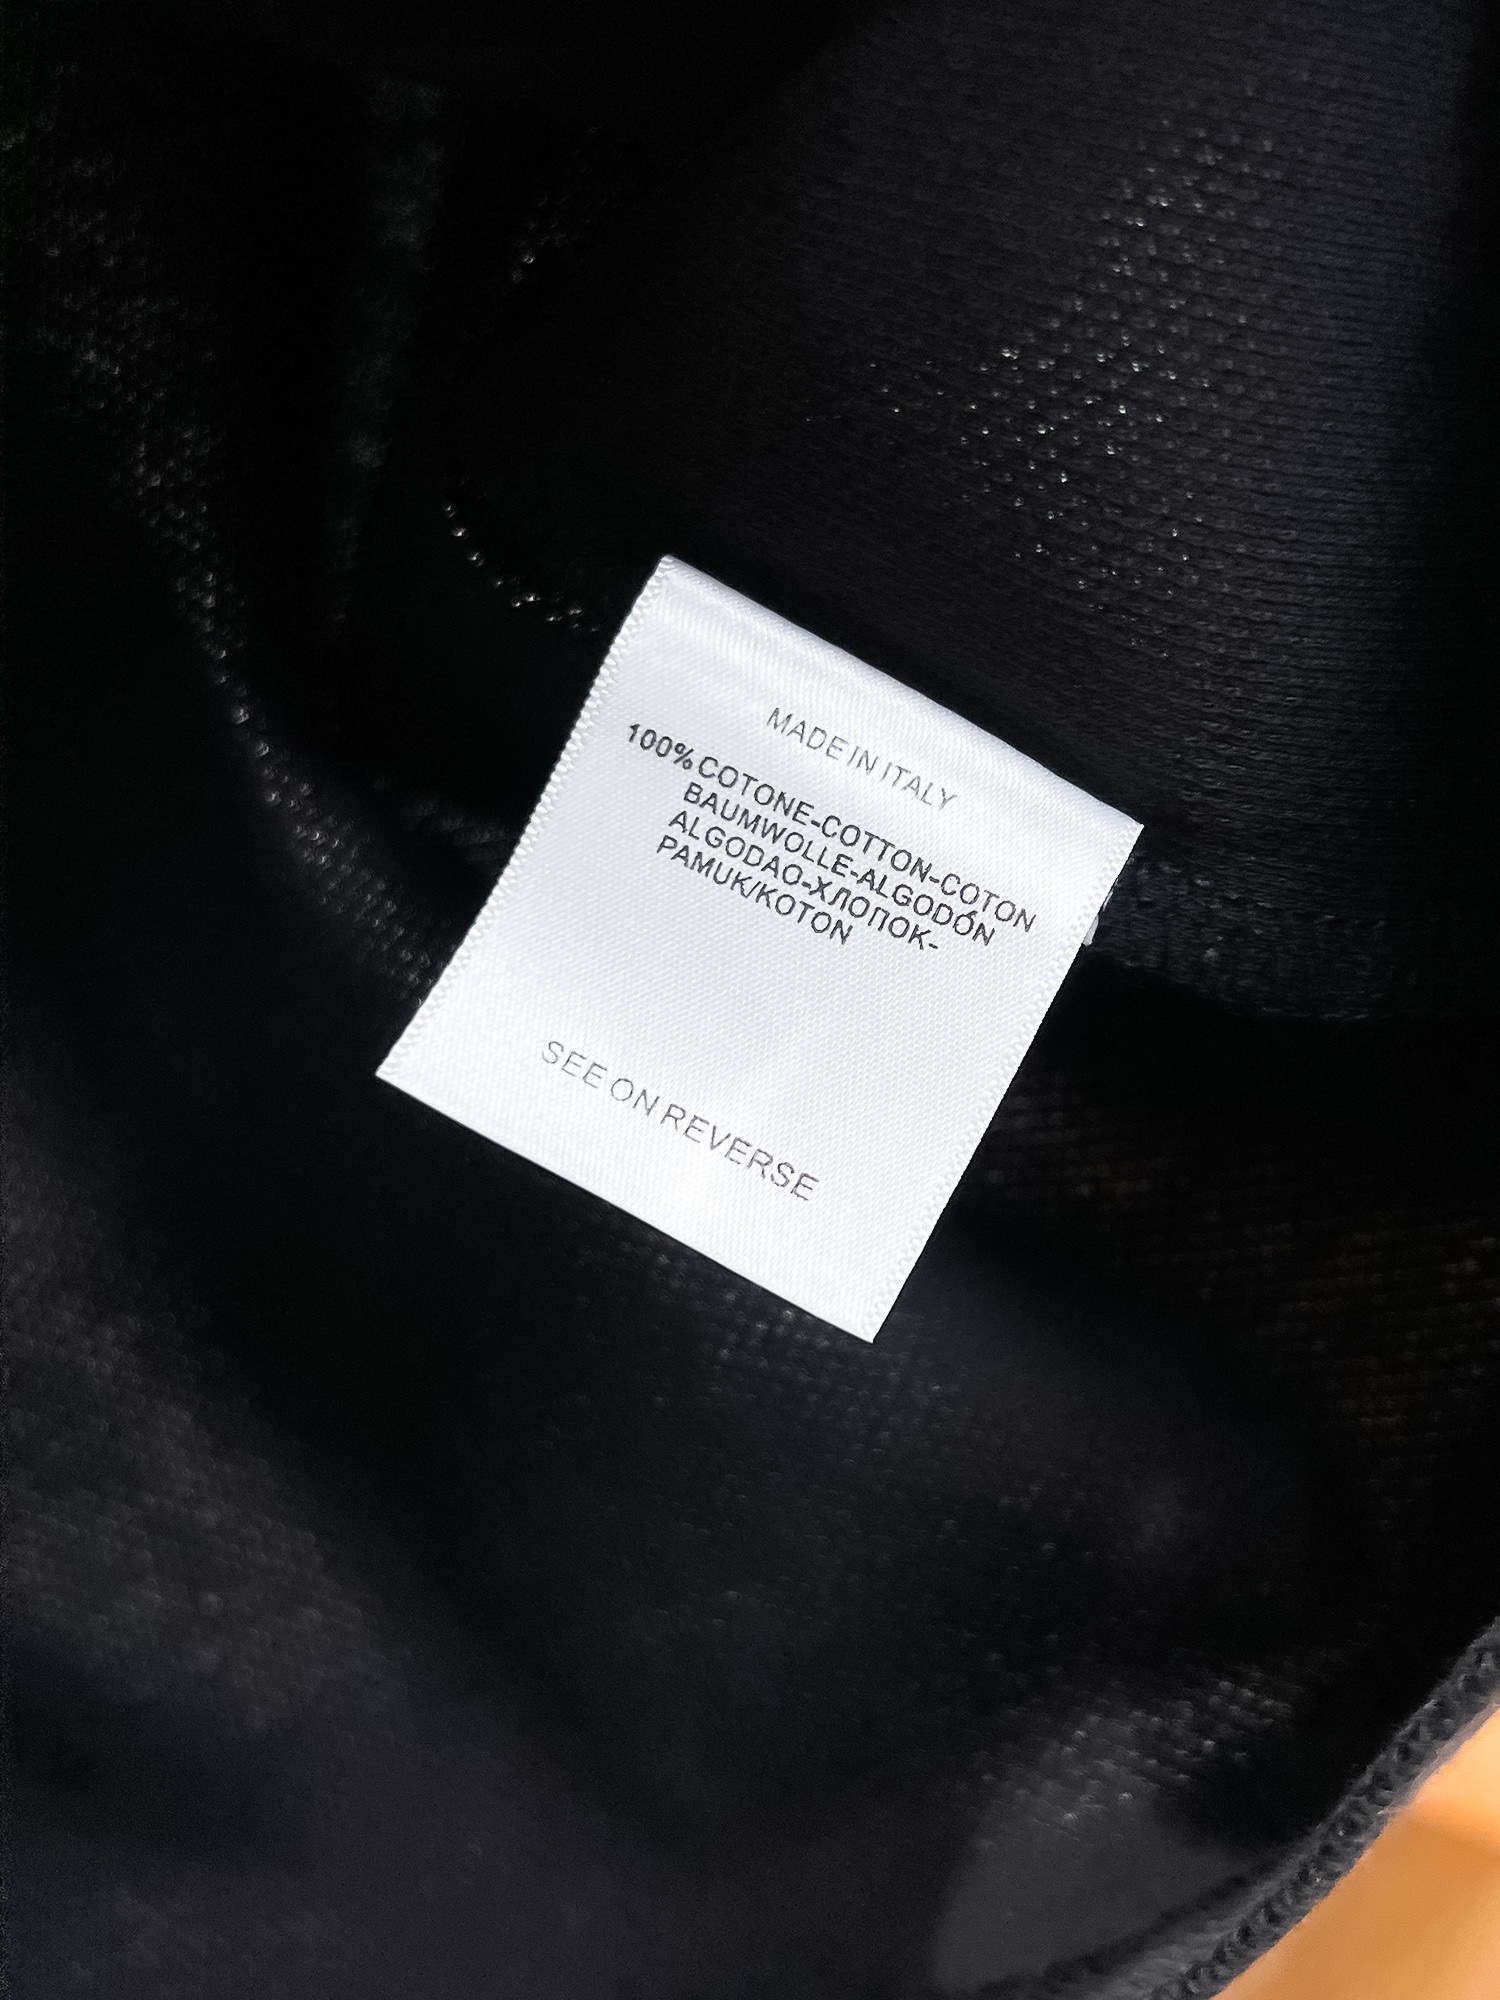 MADE IN ITALY
100% COTONE-COTTON-COTON
BAUMWOLLE-ALGODÓN
ALGODAO-ХЛОПОК-
PAMUK/KOTON
SEE ON REVERSE